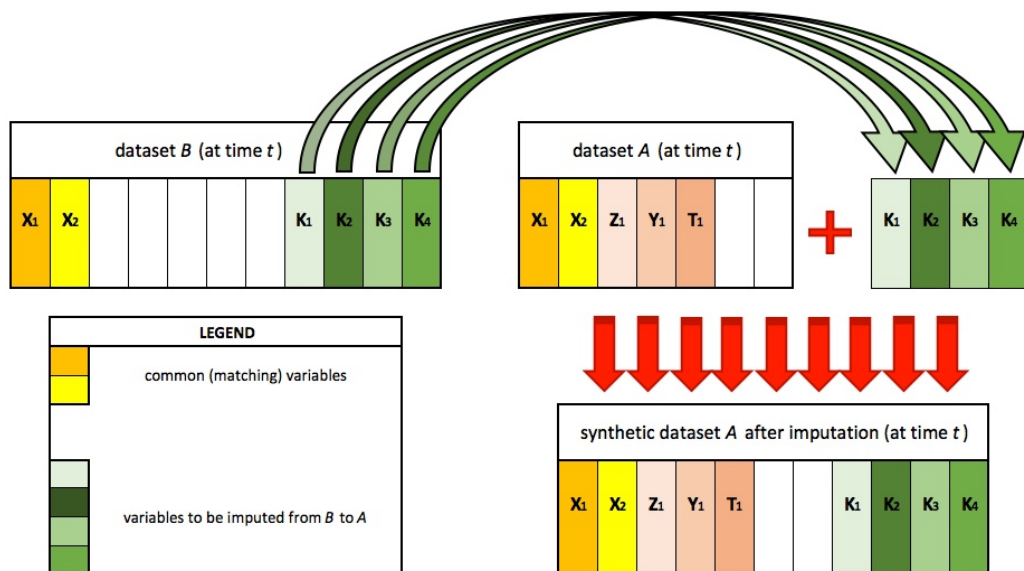 dataset B (at time t)
X1 X2 K1 K2 K3 K4
dataset A (at time t)
X1 X2 Z1 Y1 T1
+
K1 K2 K3 K4
LEGEND
common (matching) variables
variables to be imputed from B to A
synthetic dataset A after imputation (at time t)
X1 X2 Z1 Y1 T1 K1 K2 K3 K4